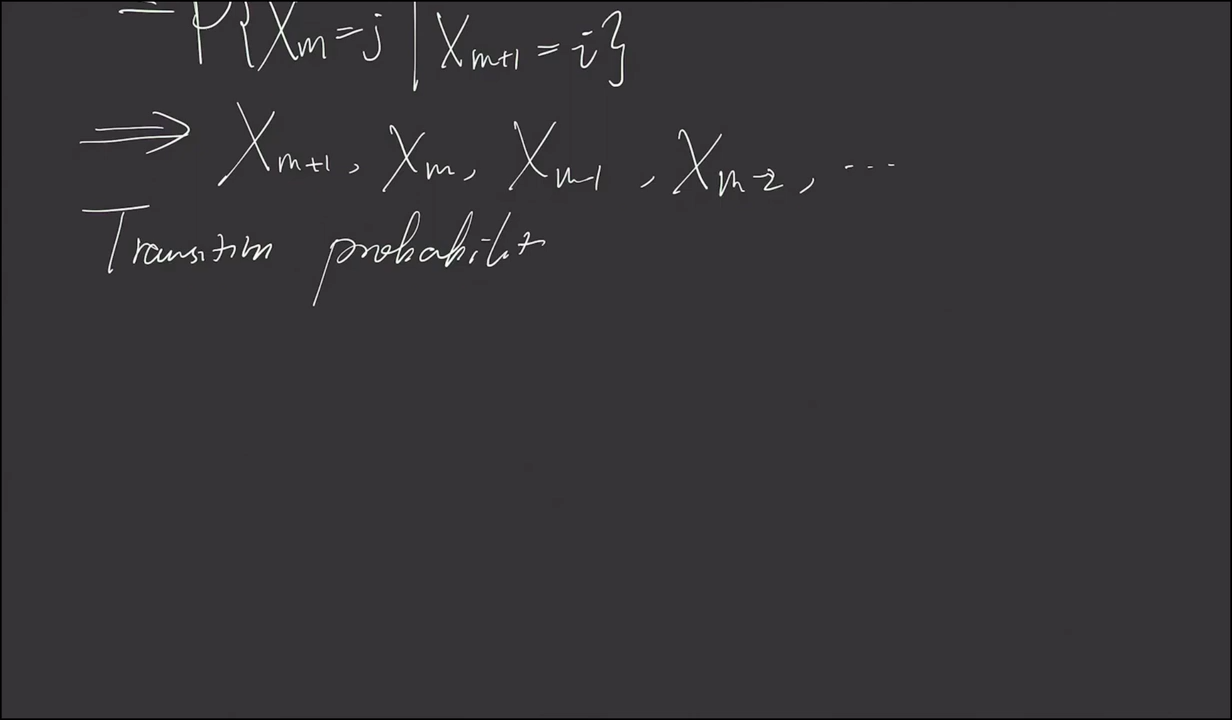 = P{X_m = j | X_{m+1} = i}
⟹ X_{m+1}, X_m, X_{m-1}, X_{m-2}, ...
Transition probabilit